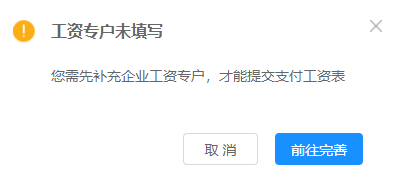 工资专户未填写
您需先补充企业工资专户，才能提交支付工资表
取 消
前往完善